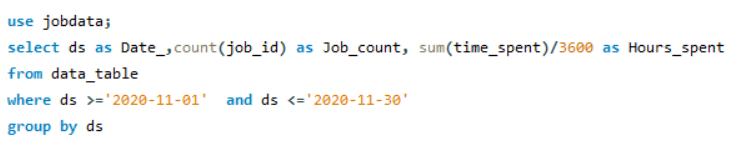 use jobdata;
select ds as Date_,count(job_id) as Job_count, sum(time_spent)/3600 as Hours_spent
from data_table
where ds >='2020-11-01'  and ds <='2020-11-30'
group by ds